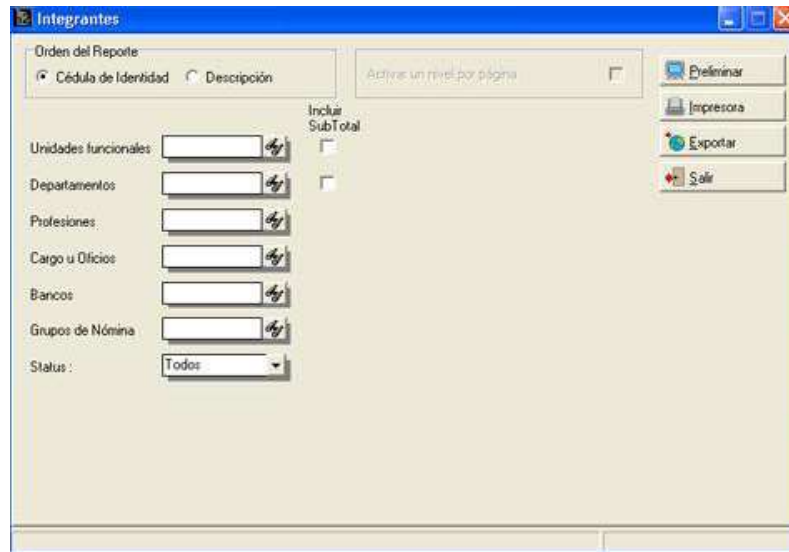 Integrantes
Orden del Reporte
Cédula de Identidad Descripción
Activar un nivel por página
Preliminar
Impresora
Exportar
Salir
Incluir
SubTotal
Unidades funcionales
Departamentos
Profesiones
Cargo u Oficios
Bancos
Grupos de Nómina
Status : Todos